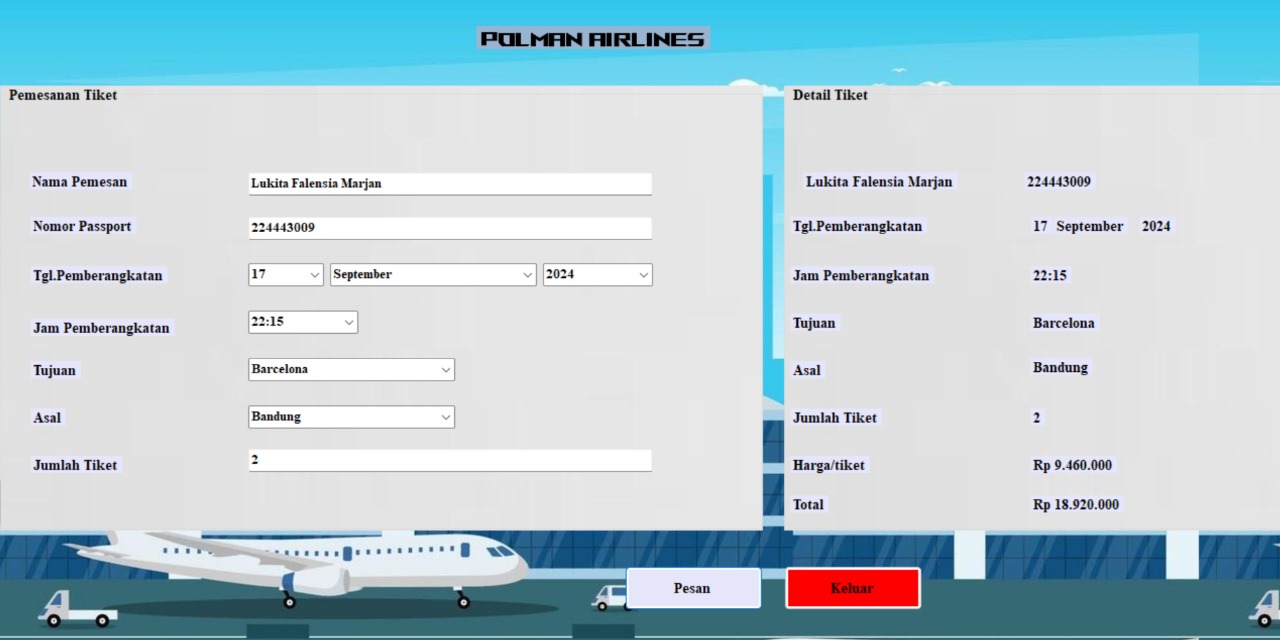 POLMAN AIRLINES
Pemesanan Tiket
Nama Pemesan Lukita Falensia Marjan
Nomor Passport 224443009
Tgl.Pemberangkatan 17 September 2024
Jam Pemberangkatan 22:15
Tujuan Barcelona
Asal Bandung
Jumlah Tiket 2
Detail Tiket
Lukita Falensia Marjan 224443009
Tgl.Pemberangkatan 17 September 2024
Jam Pemberangkatan 22:15
Tujuan Barcelona
Asal Bandung
Jumlah Tiket 2
Harga/tiket Rp 9.460.000
Total Rp 18.920.000
Pesan Keluar